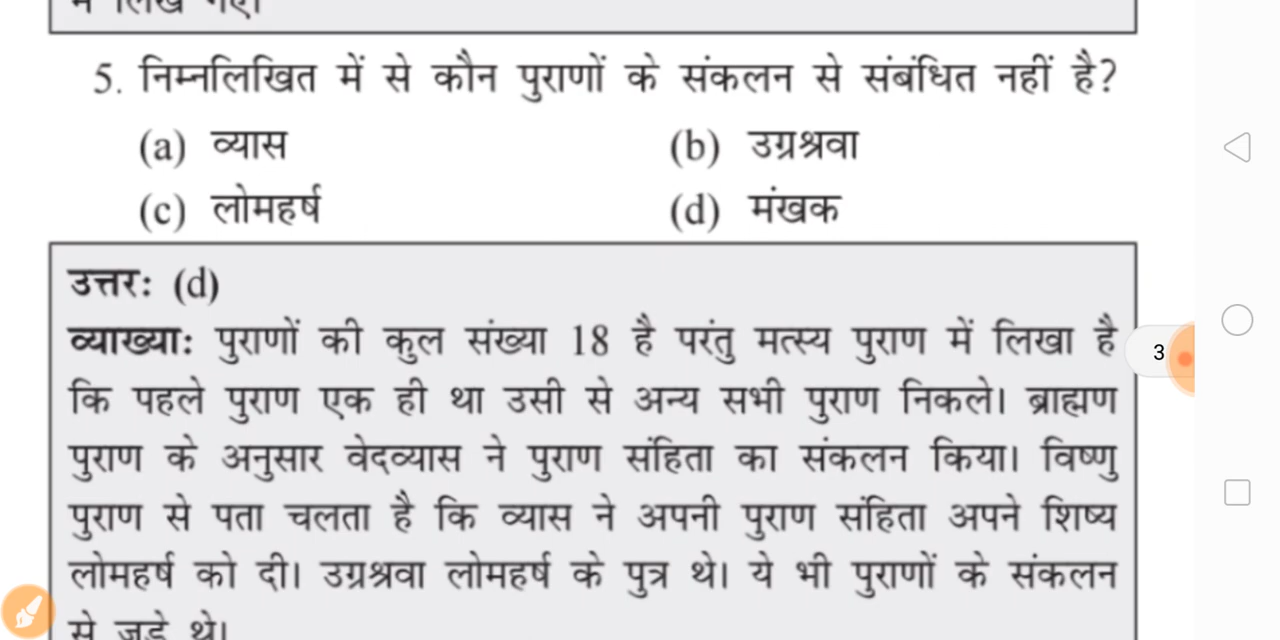 में लिखे गए।
5. निम्नलिखित में से कौन पुराणों के संकलन से संबंधित नहीं है?
(a) व्यास (b) उग्रश्रवा
(c) लोमहर्ष (d) मंखक
उत्तरः (d)
व्याख्याः पुराणों की कुल संख्या 18 है परंतु मत्स्य पुराण में लिखा है
कि पहले पुराण एक ही था उसी से अन्य सभी पुराण निकले। ब्राह्मण
पुराण के अनुसार वेदव्यास ने पुराण संहिता का संकलन किया। विष्णु
पुराण से पता चलता है कि व्यास ने अपनी पुराण संहिता अपने शिष्य
लोमहर्ष को दी। उग्रश्रवा लोमहर्ष के पुत्र थे। ये भी पुराणों के संकलन
से जुड़े थे।
3